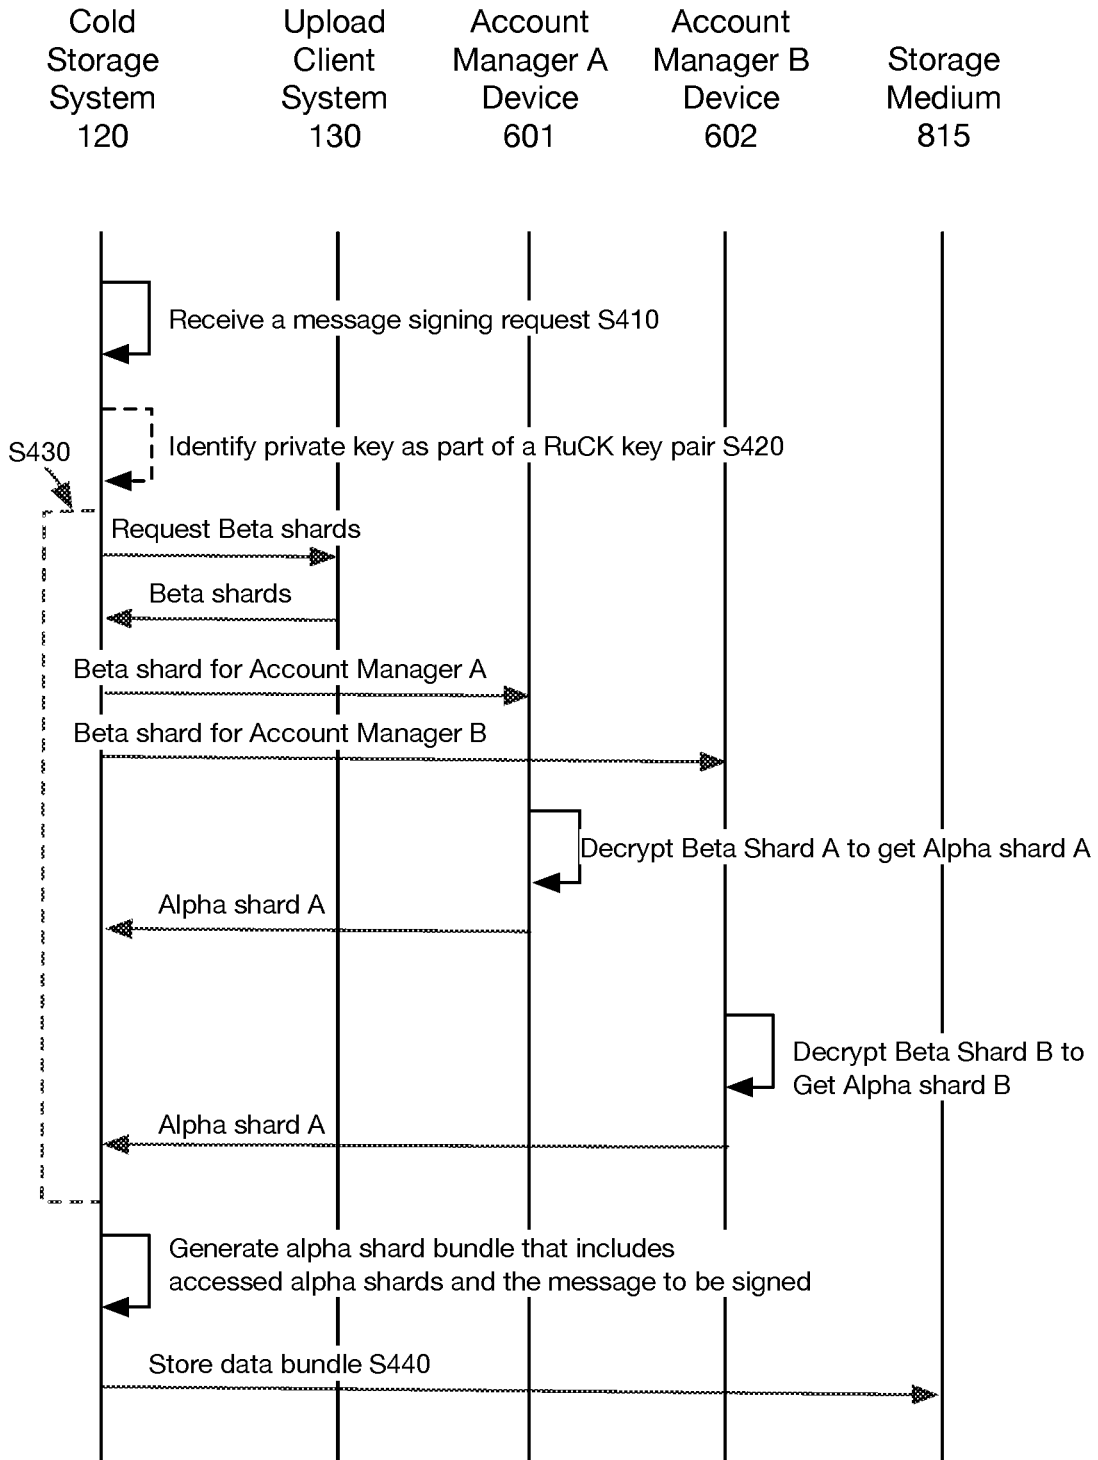 Cold
Storage
System
120
Upload
Client
System
130
Account
Manager A
Device
601
Account
Manager B
Device
602
Storage
Medium
815
Receive a message signing request S410
Identify private key as part of a RuCK key pair S420
S430
Request Beta shards
Beta shards
Beta shard for Account Manager A
Beta shard for Account Manager B
Decrypt Beta Shard A to get Alpha shard A
Alpha shard A
Decrypt Beta Shard B to
Get Alpha shard B
Alpha shard A
Generate alpha shard bundle that includes
accessed alpha shards and the message to be signed
Store data bundle S440